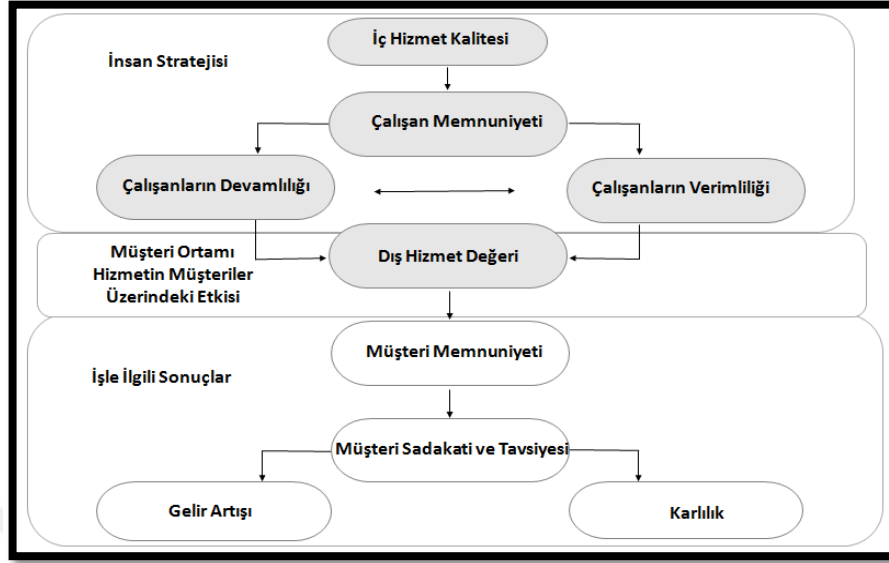 İç Hizmet Kalitesi
İnsan Stratejisi
Çalışan Memnuniyeti
Çalışanların Devamlılığı
Çalışanların Verimliliği
Müşteri Ortamı
Hizmetin Müşteriler
Üzerindeki Etkisi
Dış Hizmet Değeri
Müşteri Memnuniyeti
İşle İlgili Sonuçlar
Müşteri Sadakati ve Tavsiyesi
Gelir Artışı
Karlılık